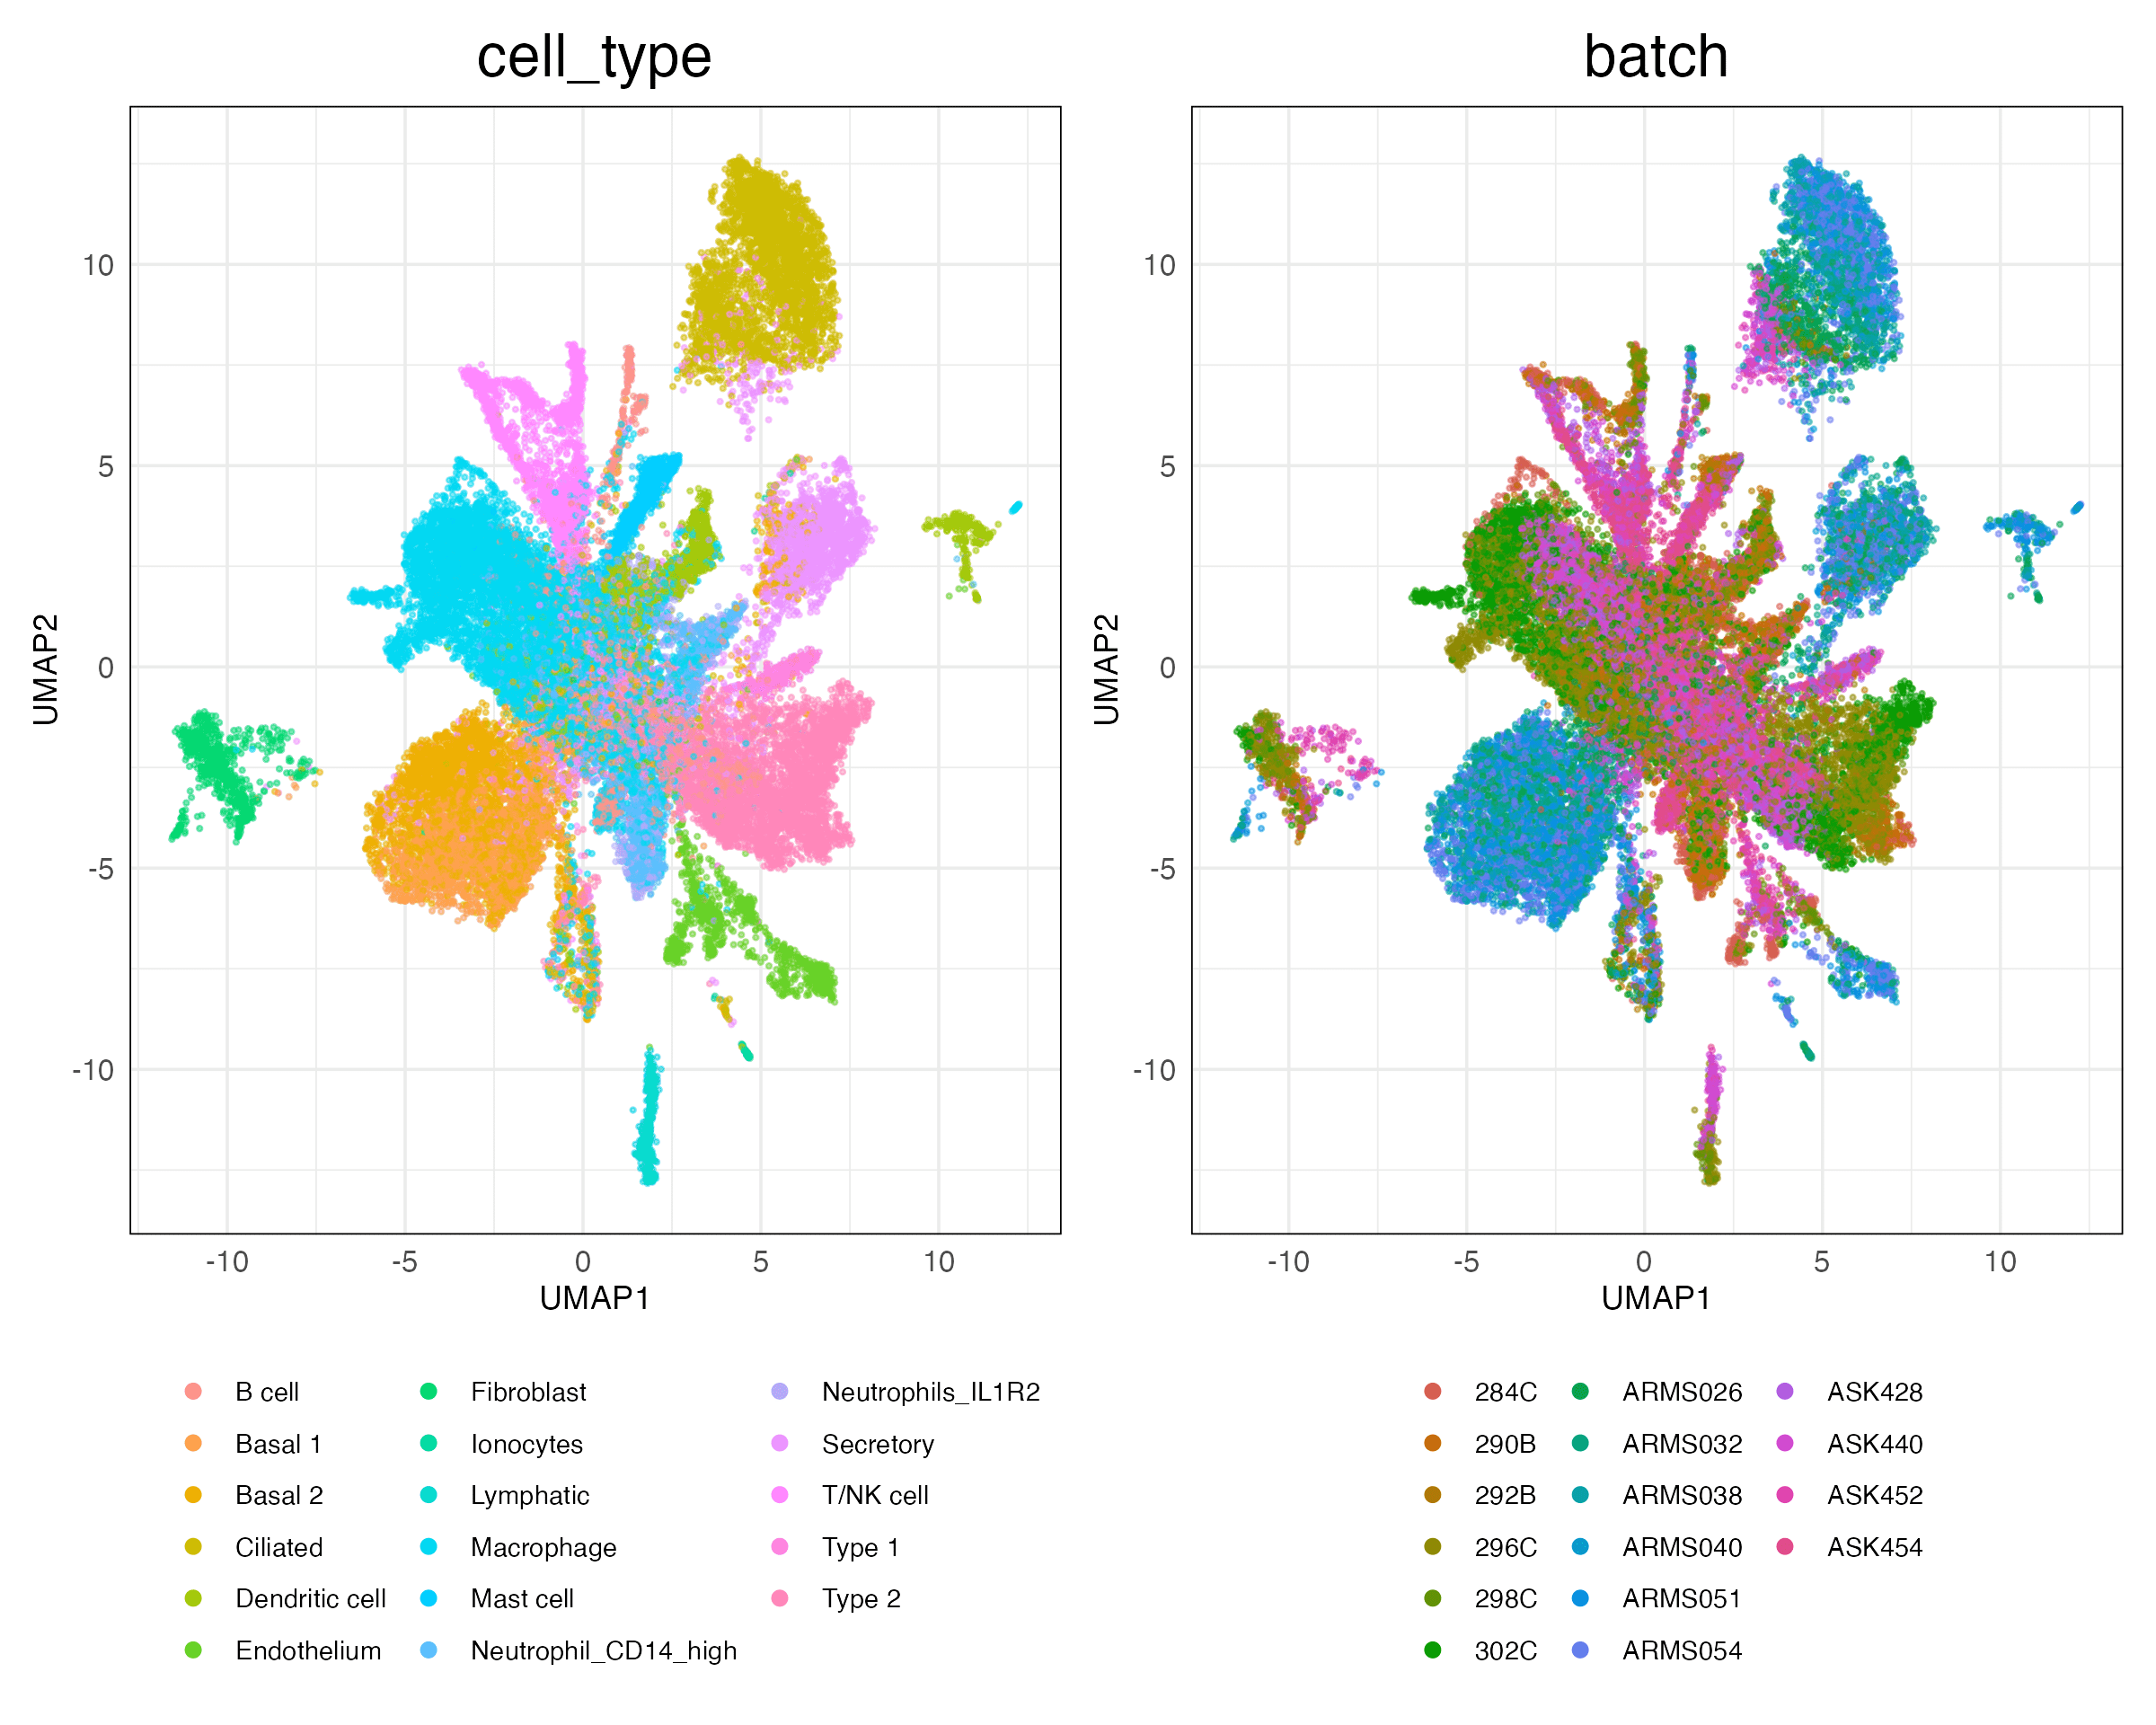 cell_type
batch
UMAP2
10
5
0
-5
-10
-10
-5
0
5
10
UMAP1
UMAP2
10
5
0
-5
-10
-10
-5
0
5
10
UMAP1
B cell
Basal 1
Basal 2
Ciliated
Dendritic cell
Endothelium
Fibroblast
Ionocytes
Lymphatic
Macrophage
Mast cell
Neutrophil_CD14_high
Neutrophils_IL1R2
Secretory
T/NK cell
Type 1
Type 2
284C
290B
292B
296C
298C
302C
ARMS026
ARMS032
ARMS038
ARMS040
ARMS051
ARMS054
ASK428
ASK440
ASK452
ASK454